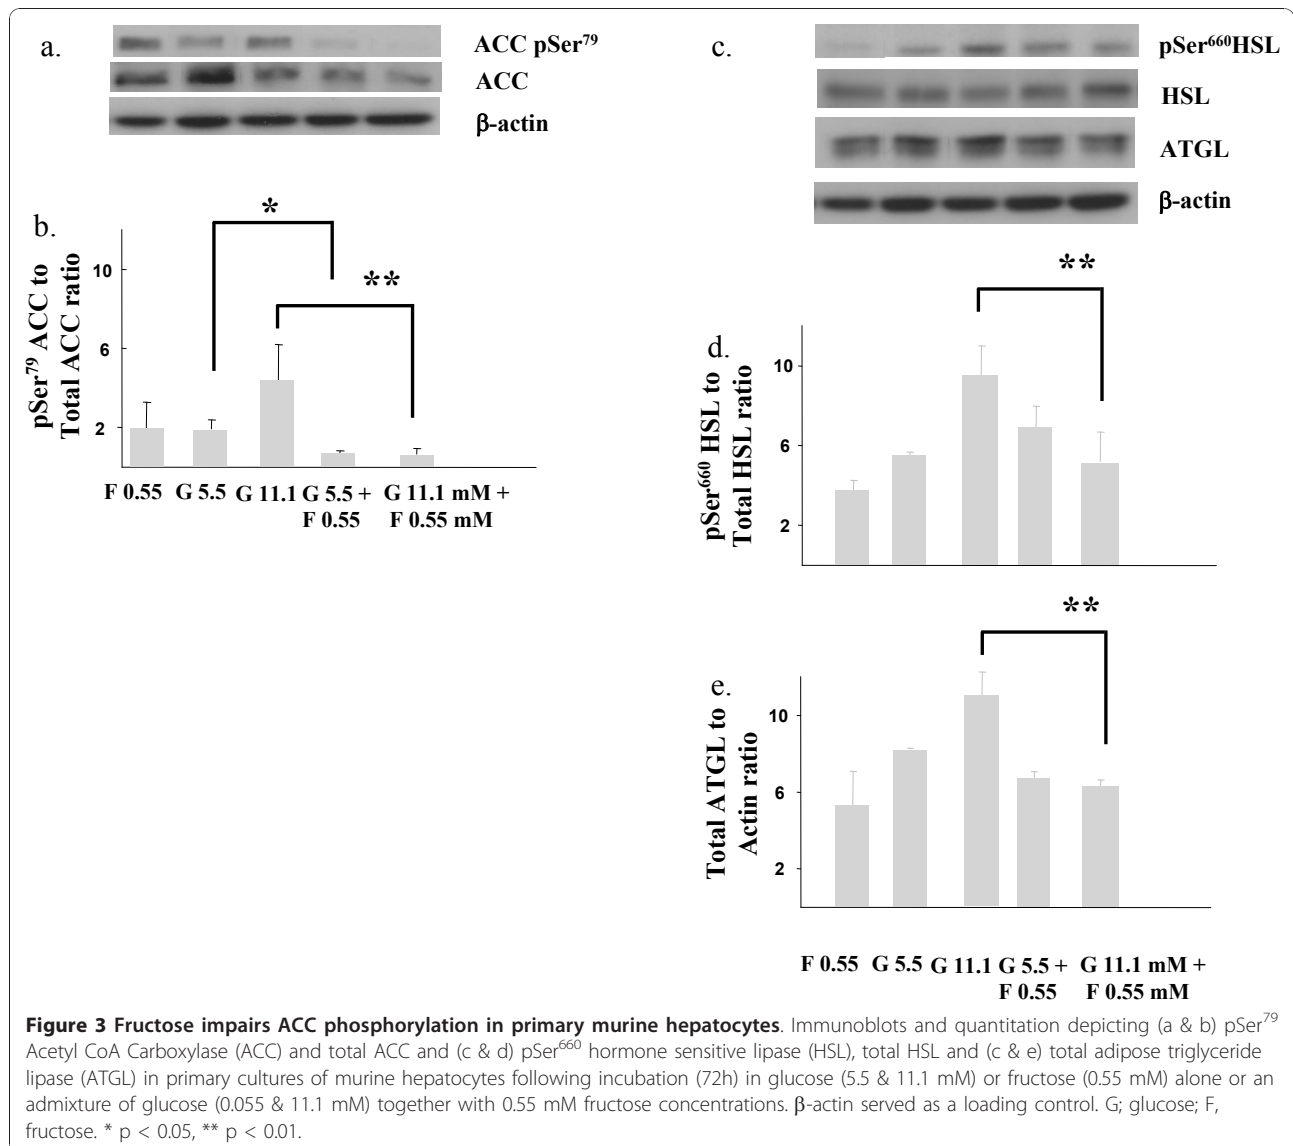 a.
ACC pSer79
ACC
β-actin
b.
*
**
pSer79 ACC to
Total ACC ratio
10
6
2
F 0.55 G 5.5 G 11.1 G 5.5 + G 11.1 mM +
F 0.55 F 0.55 mM
c.
pSer660HSL
HSL
ATGL
β-actin
**
d.
pSer660 HSL to
Total HSL ratio
10
6
2
**
e.
Total ATGL to
Actin ratio
10
6
2
F 0.55 G 5.5 G 11.1 G 5.5 + G 11.1 mM +
F 0.55 F 0.55 mM
Figure 3 Fructose impairs ACC phosphorylation in primary murine hepatocytes. Immunoblots and quantitation depicting (a & b) pSer79
Acetyl CoA Carboxylase (ACC) and total ACC and (c & d) pSer660 hormone sensitive lipase (HSL), total HSL and (c & e) total adipose triglyceride
lipase (ATGL) in primary cultures of murine hepatocytes following incubation (72h) in glucose (5.5 & 11.1 mM) or fructose (0.55 mM) alone or an
admixture of glucose (0.055 & 11.1 mM) together with 0.55 mM fructose concentrations. β-actin served as a loading control. G; glucose; F,
fructose. * p < 0.05, ** p < 0.01.